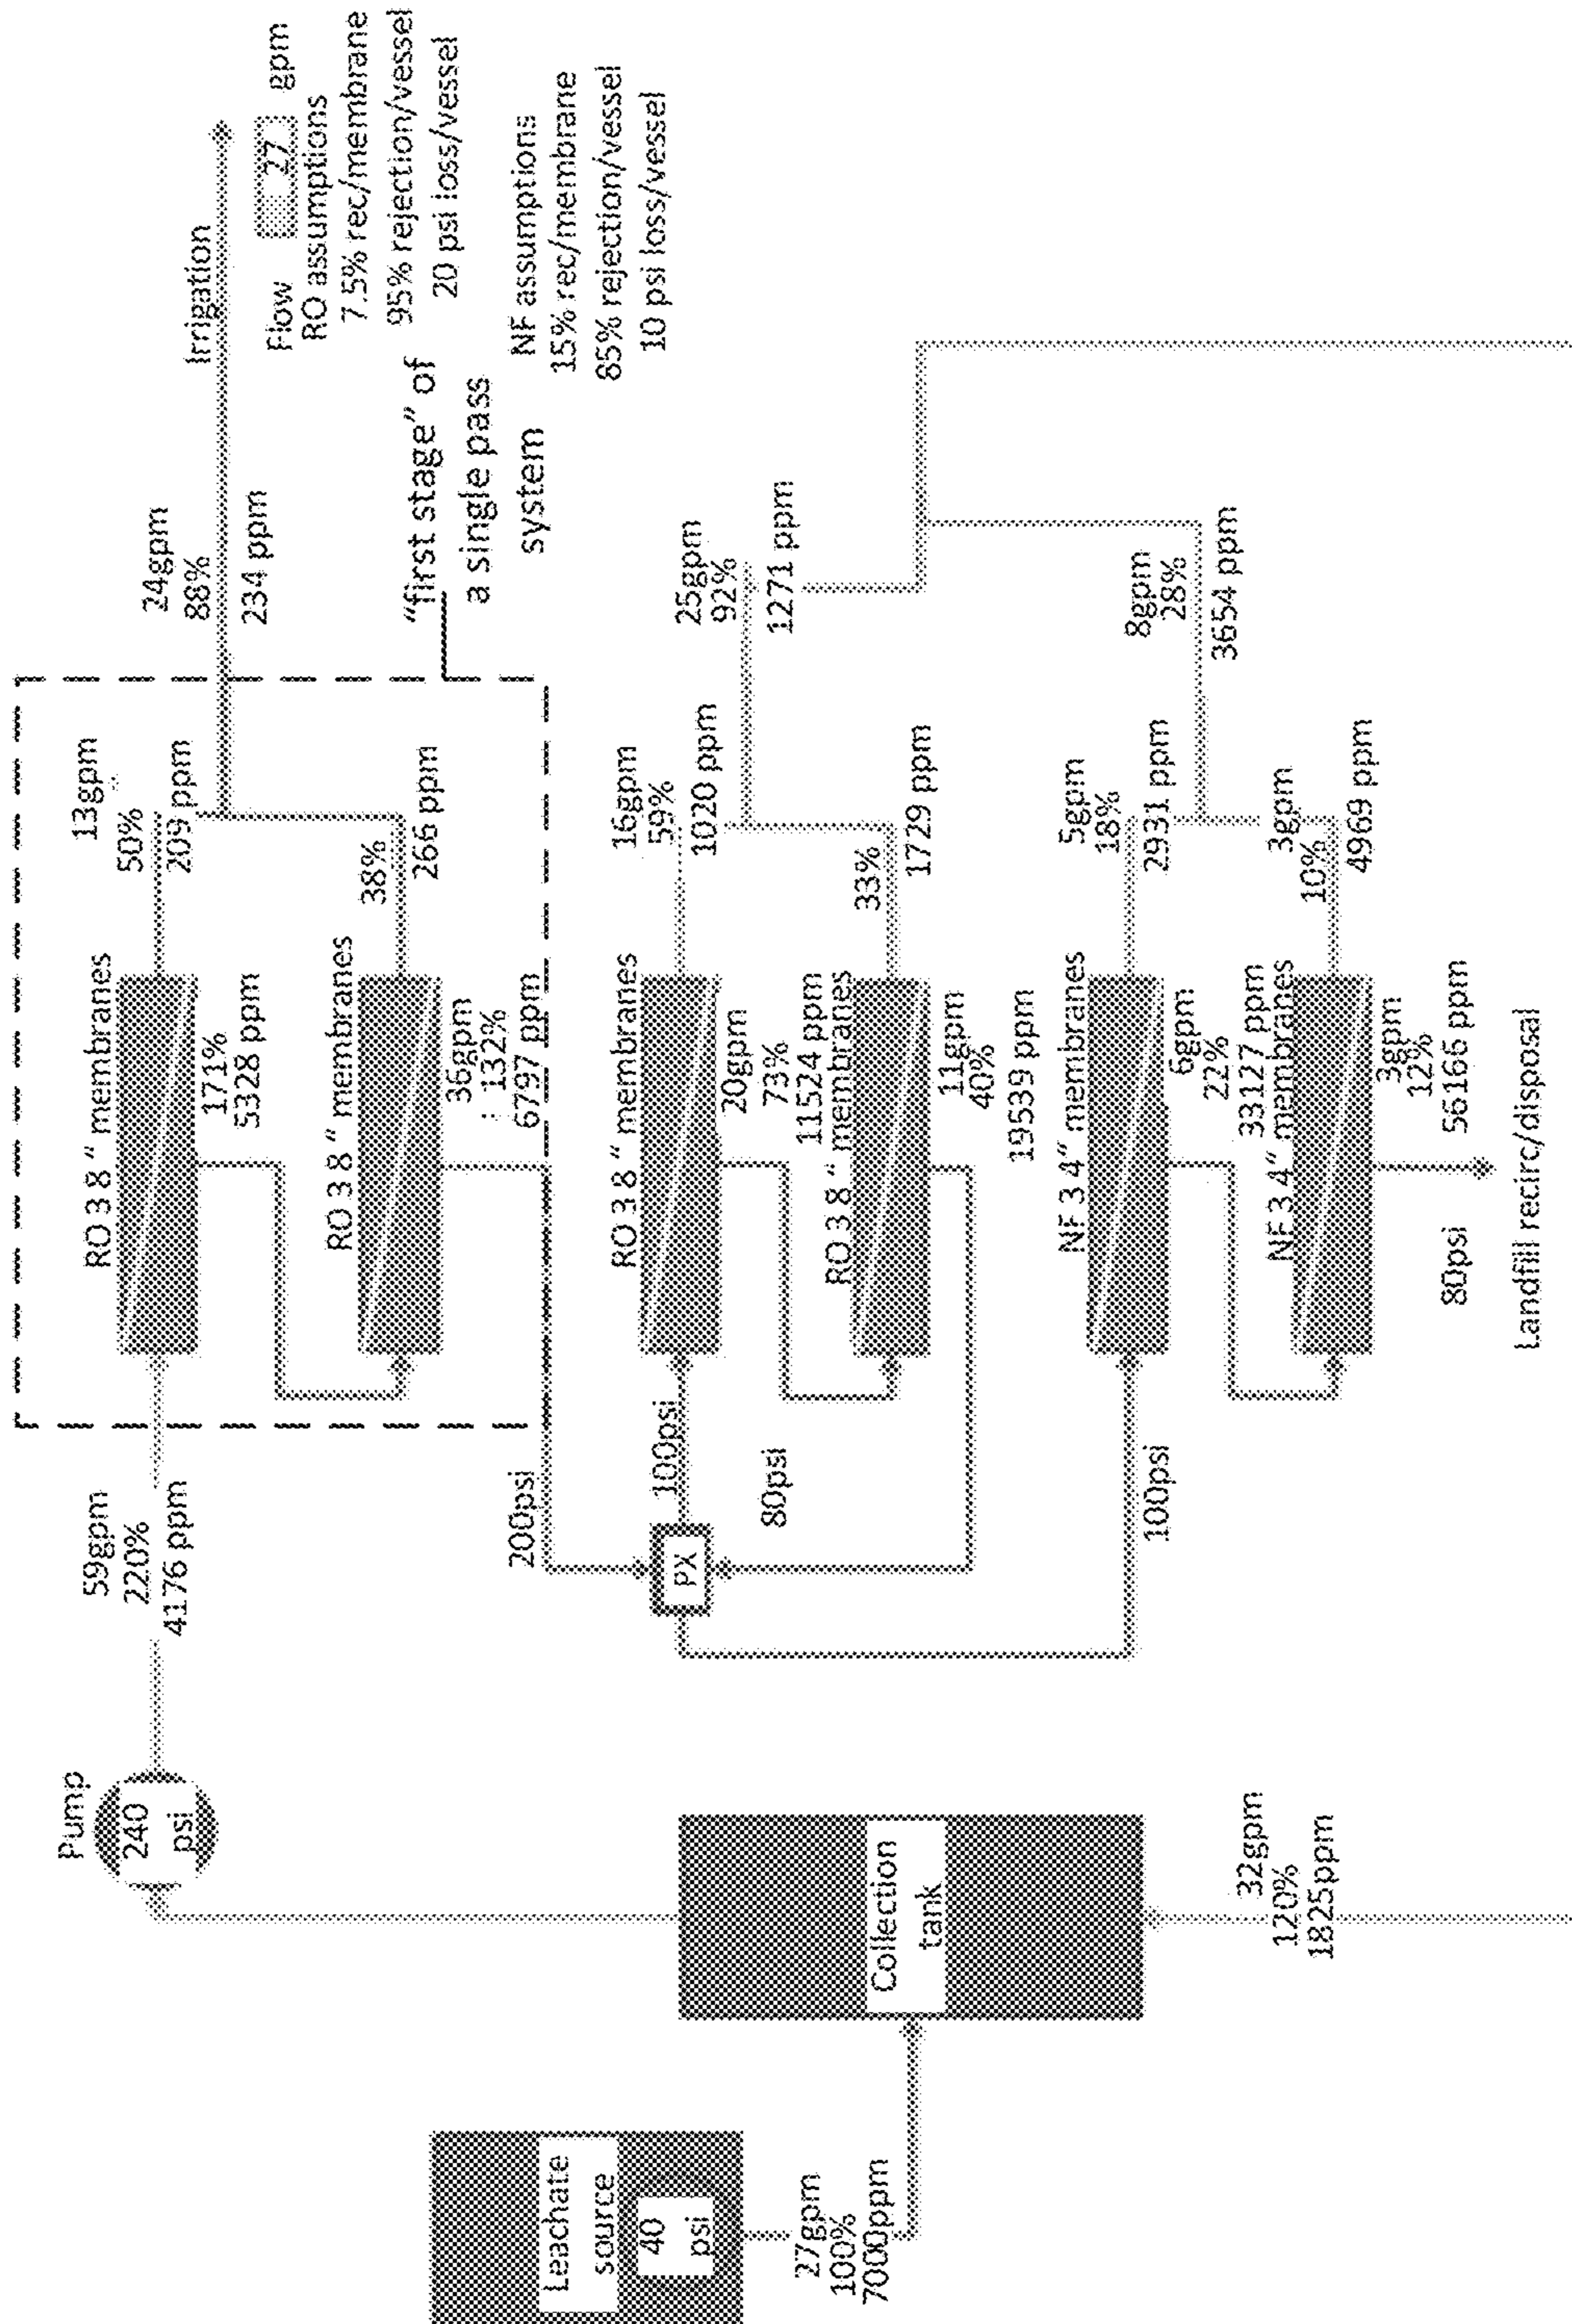 Leachate
source
40
psi
27gpm
100%
7000ppm
Collection
tank
32gpm
120%
1825ppm
Pump
240
psi
59gpm
220%
4176 ppm
RO 3 8 " membranes
171%
5328 ppm
13gpm
50%
209 ppm
RO 3 8 " membranes
36gpm
132%
6797 ppm
38%
266 ppm
24gpm
88%
234 ppm
Irrigation
Flow 27 gpm
RO assumptions
7.5% rec/membrane
95% rejection/vessel
20 psi loss/vessel
NF assumptions
15% rec/membrane
85% rejection/vessel
10 psi loss/vessel
"first stage" of
a single pass
system
200psi
PX
100psi
80psi
RO 3 8 " membranes
20gpm
73%
11524 ppm
16gpm
59%
1020 ppm
RO 3 8 " membranes
11gpm
40%
19539 ppm
33%
1729 ppm
25gpm
92%
1271 ppm
100psi
NF 3 4" membranes
6gpm
22%
33127 ppm
5gpm
18%
2931 ppm
NF 3 4" membranes
3gpm
12%
56166 ppm
3gpm
10%
4969 ppm
8gpm
28%
3654 ppm
80psi
Landfill recirc/disposal